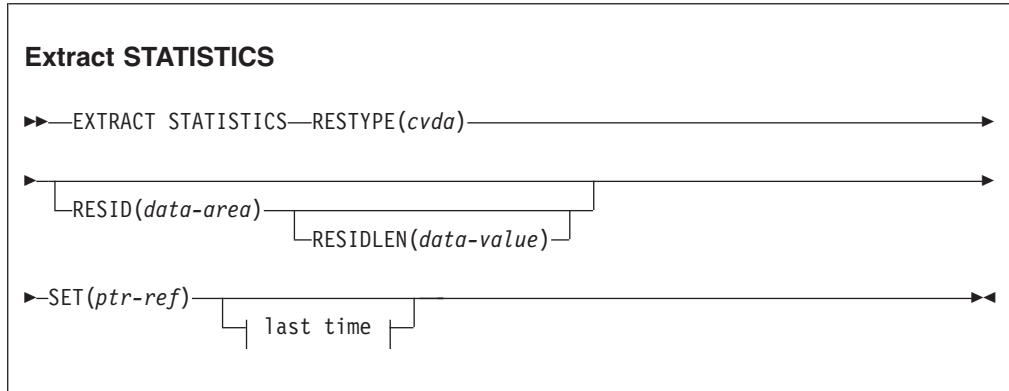 Extract STATISTICS
EXTRACT STATISTICS RESTYPE(cvda)
RESID(data-area)
RESIDLEN(data-value)
SET(ptr-ref)
last time